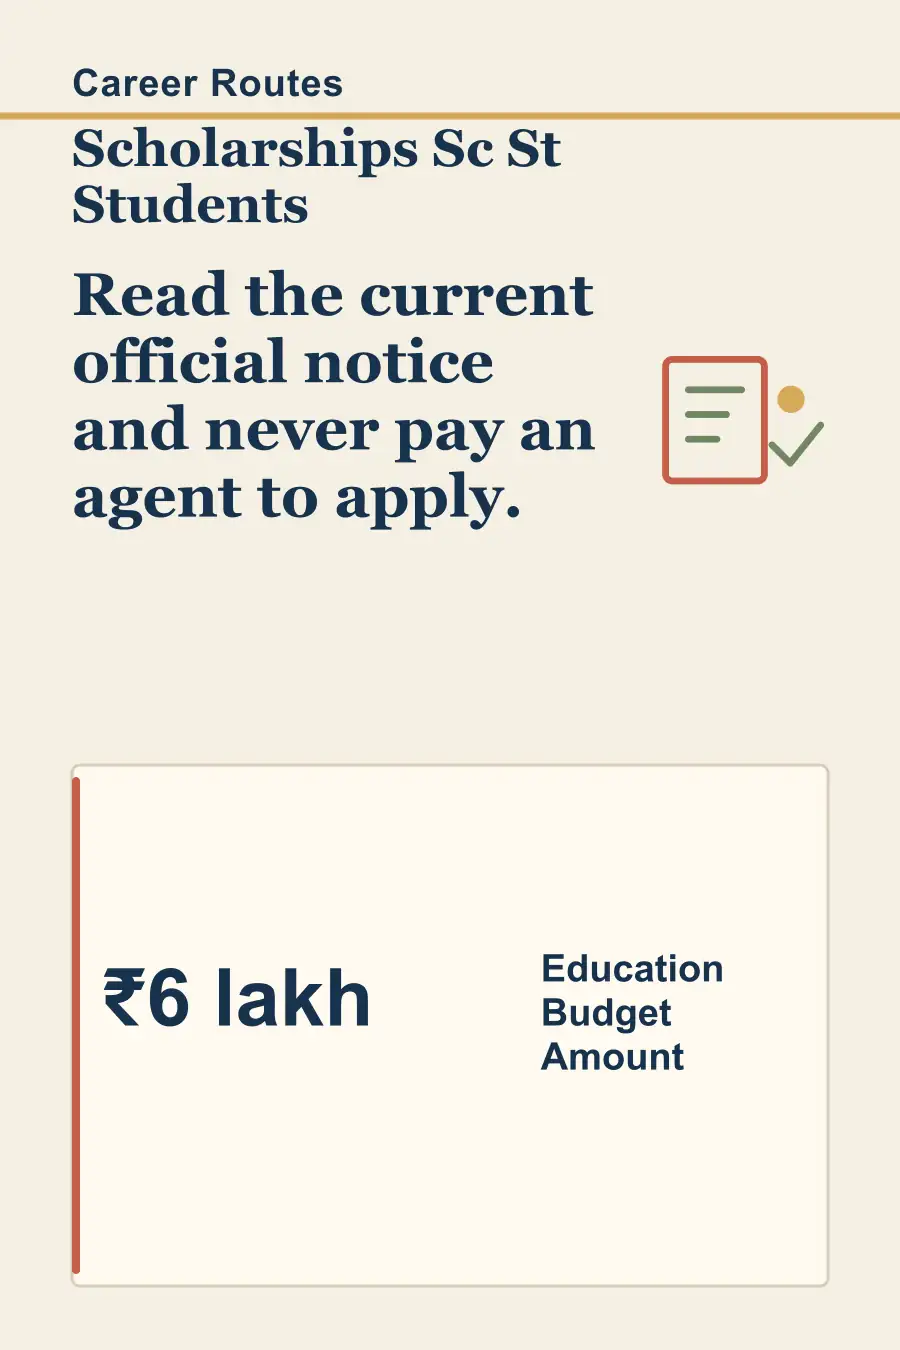 Career Routes
Scholarships Sc St
Students
Read the current
official notice
and never pay an
agent to apply.
₹6 lakh
Education
Budget
Amount